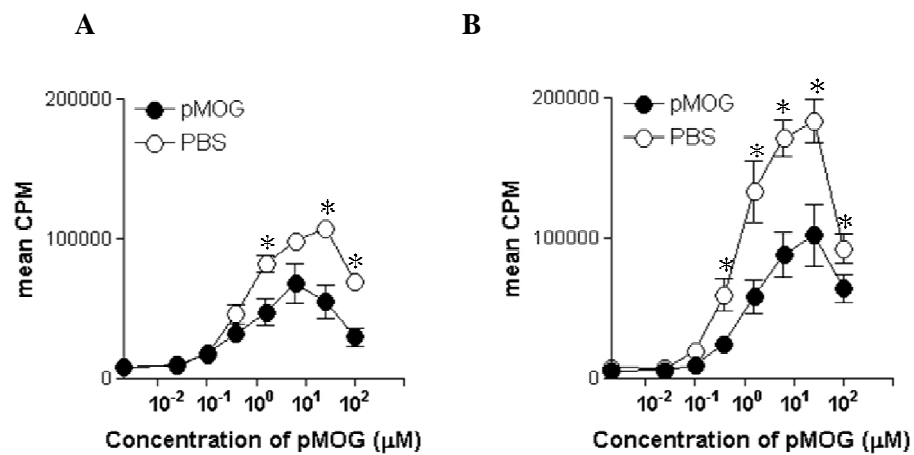 A
200000
pMOG
PBS
mean CPM
100000
*
*
*
0
10⁻² 10⁻¹ 10⁰ 10¹ 10²
Concentration of pMOG (μM)
B
200000
pMOG
PBS
mean CPM
100000
*
*
*
*
*
0
10⁻² 10⁻¹ 10⁰ 10¹ 10²
Concentration of pMOG (μM)